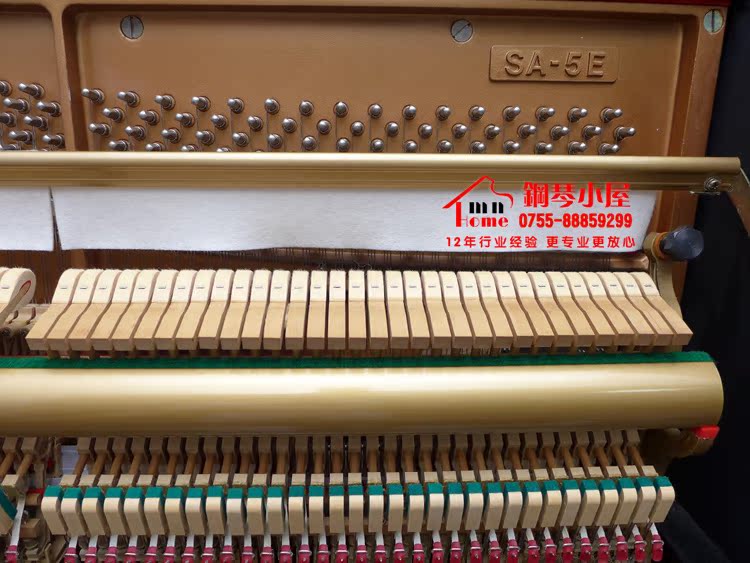 SA-5E
鋼琴小屋
mn
Home 0755-88859299
12年行业经验 更专业更放心